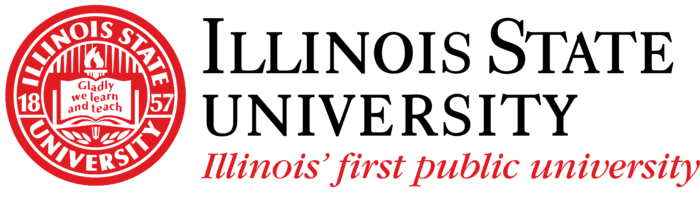 ILLINOIS STATE
Gladly
we learn
and teach
18 57
UNIVERSITY
ILLINOIS STATE
UNIVERSITY
Illinois' first public university